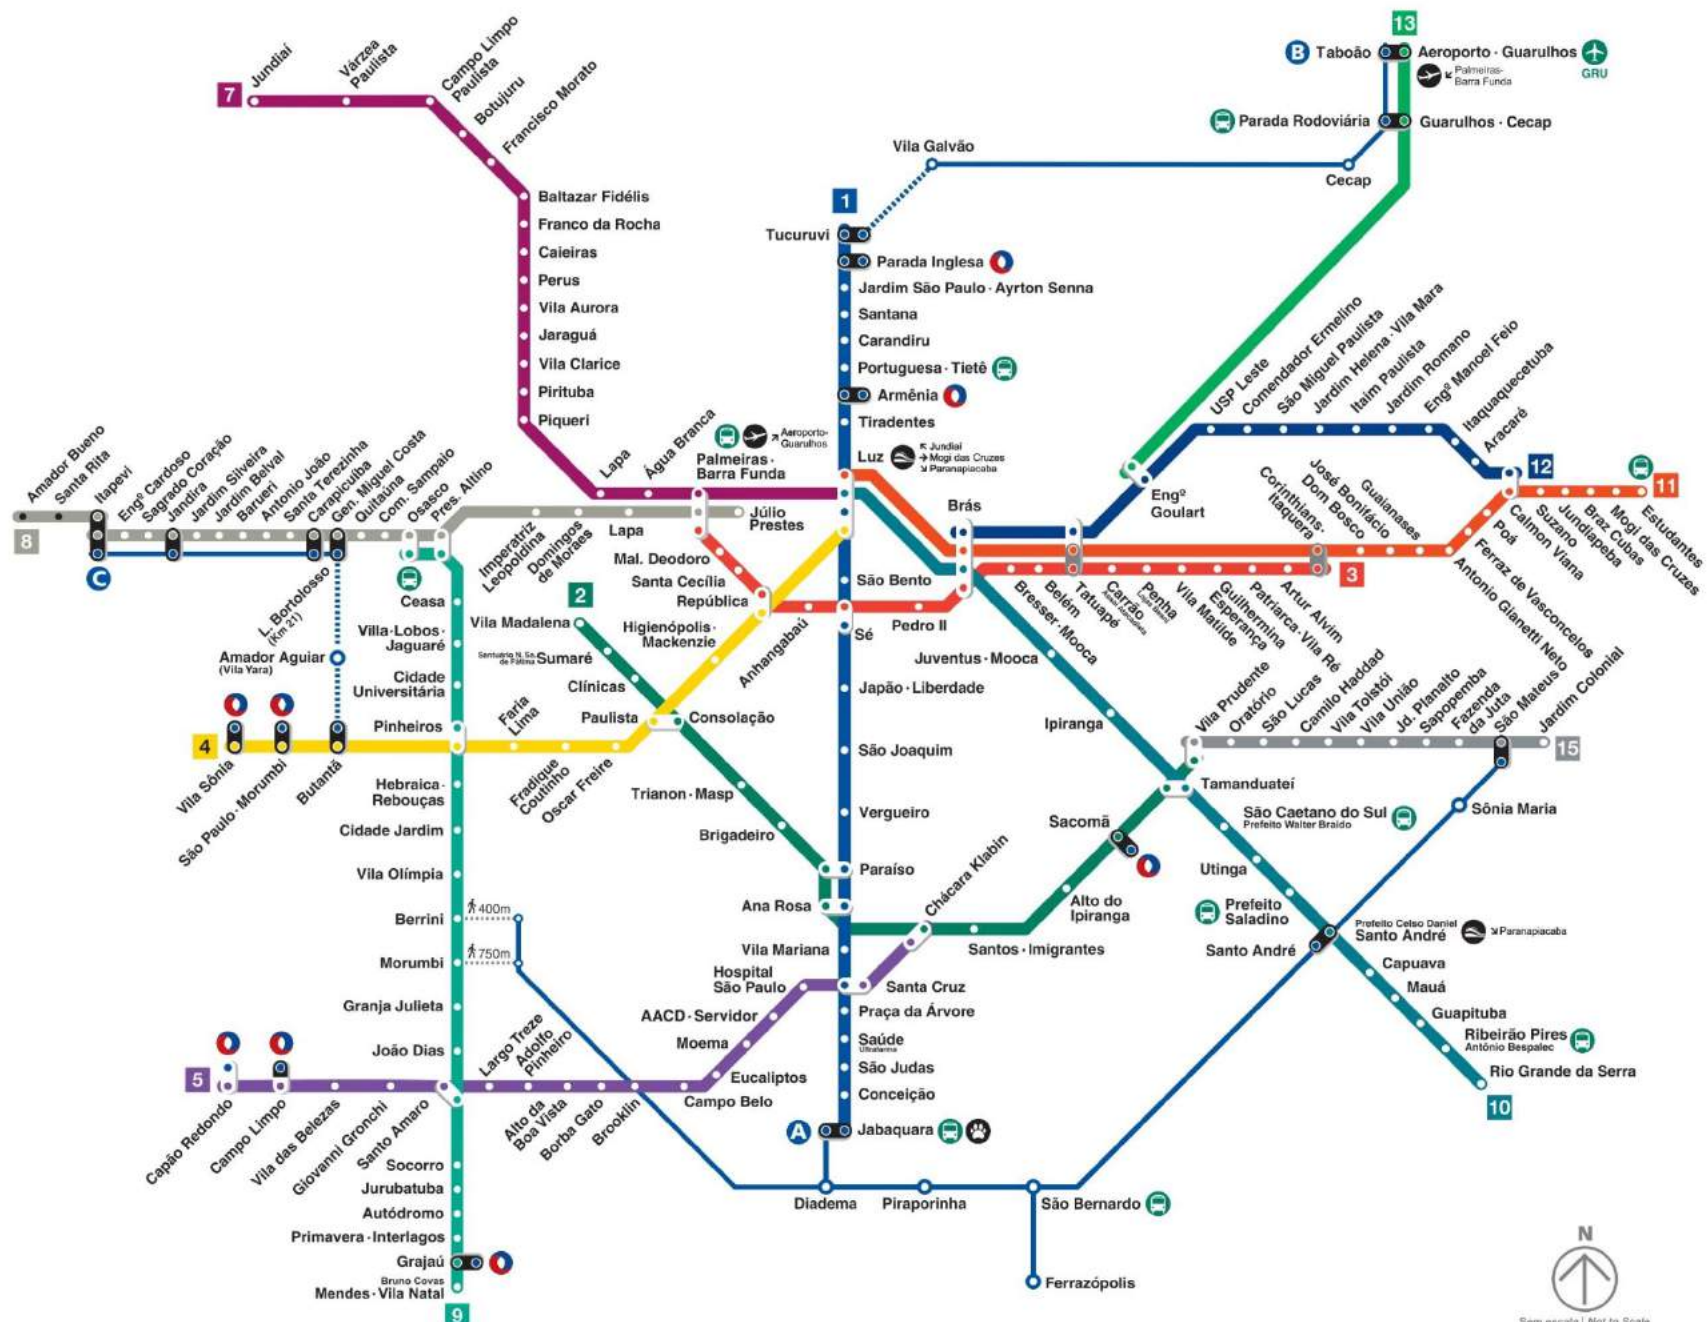 13
B Taboão
Aeroporto · Guarulhos
GRU
Palmeiras-
Barra Funda
Parada Rodoviária
Guarulhos · Cecap
Vila Galvão
Cecap
7
Jundiaí
Várzea
Paulista
Campo Limpo
Paulista
Botujuru
Francisco Morato
Baltazar Fidélis
Franco da Rocha
Caieiras
Perus
Vila Aurora
Jaraguá
Vila Clarice
Pirituba
Piqueri
Lapa
Água Branca
Palmeiras ·
Barra Funda
Aeroporto-
Guarulhos
1
Tucuruvi
Parada Inglesa
Jardim São Paulo · Ayrton Senna
Santana
Carandiru
Portuguesa · Tietê
Armênia
Tiradentes
Luz
Jundiaí
Mogi das Cruzes
Paranapiacaba
São Bento
Sé
Japão · Liberdade
São Joaquim
Vergueiro
Paraíso
Ana Rosa
Vila Mariana
Santa Cruz
Praça da Árvore
Saúde
Ultrafarma
São Judas
Conceição
A
Jabaquara
8
Amador Bueno
Santa Rita
Itapevi
Engº Cardoso
Sagrado Coração
Jandira
Jardim Silveira
Jardim Belval
Barueri
Antonio João
Santa Terezinha
Carapicuíba
Gen. Miguel Costa
Quitaúna
Com. Sampaio
Osasco
Pres. Altino
Imperatriz
Leopoldina
Domingos
de Moraes
Lapa
Júlio
Prestes
C
L. Bortolosso
(Km 21)
Amador Aguiar
(Vila Yara)
Ceasa
Villa-Lobos ·
Jaguaré
Cidade
Universitária
Pinheiros
Hebraica ·
Rebouças
Cidade Jardim
Vila Olímpia
Berrini
400m
Morumbi
750m
Granja Julieta
João Dias
Socorro
Jurubatuba
Autódromo
Primavera · Interlagos
Grajaú
Bruno Covas
Mendes · Vila Natal
9
2
Vila Madalena
Santuário N. Sa.
de Fátima
Sumaré
Clínicas
Paulista
Consolação
Trianon · Masp
Brigadeiro
Chácara Klabin
Santos · Imigrantes
Alto do
Ipiranga
Sacomã
Tamanduateí
Vila Prudente
Mal. Deodoro
Santa Cecília
República
Higienópolis ·
Mackenzie
Anhangabaú
Pedro II
Brás
Bresser · Mooca
Belém
Tatuapé
Carrão
Assaí Atacadista
Penha
Lojas Besni
Vila Matilde
Guilhermina
Esperança
Patriarca · Vila Ré
Artur Alvim
Corinthians-
Itaquera
3
4
Vila Sônia
São Paulo · Morumbi
Butantã
Faria
Lima
Fradique
Coutinho
Oscar Freire
5
Capão Redondo
Campo Limpo
Vila das Belezas
Giovanni Gronchi
Santo Amaro
Largo Treze
Adolfo
Pinheiro
Alto da
Boa Vista
Borba Gato
Brooklin
Campo Belo
Eucaliptos
Moema
AACD · Servidor
Hospital
São Paulo
Engº
Goulart
USP Leste
Comendador Ermelino
São Miguel Paulista
Jardim Helena · Vila Mara
Itaim Paulista
Jardim Romano
Engº Manoel Feio
Itaquaquecetuba
Aracaré
12
11
Dom Bosco
José Bonifácio
Guaianases
Antonio Gianetti Neto
Ferraz de Vasconcelos
Poá
Calmon Viana
Suzano
Jundiapeba
Braz Cubas
Mogi das Cruzes
Estudantes
Juventus · Mooca
Ipiranga
São Caetano do Sul
Prefeito Walter Braido
Utinga
Prefeito
Saladino
Prefeito Celso Daniel
Santo André
Paranapiacaba
Santo André
Capuava
Mauá
Guapituba
Ribeirão Pires
Antônio Bespalec
Rio Grande da Serra
10
Oratório
São Lucas
Camilo Haddad
Vila Tolstói
Vila União
Jd. Planalto
Sapopemba
Fazenda
da Juta
São Mateus
Jardim Colonial
15
Sônia Maria
Diadema
Piraporinha
São Bernardo
Ferrazópolis
N
Sem escala | Not to Scale